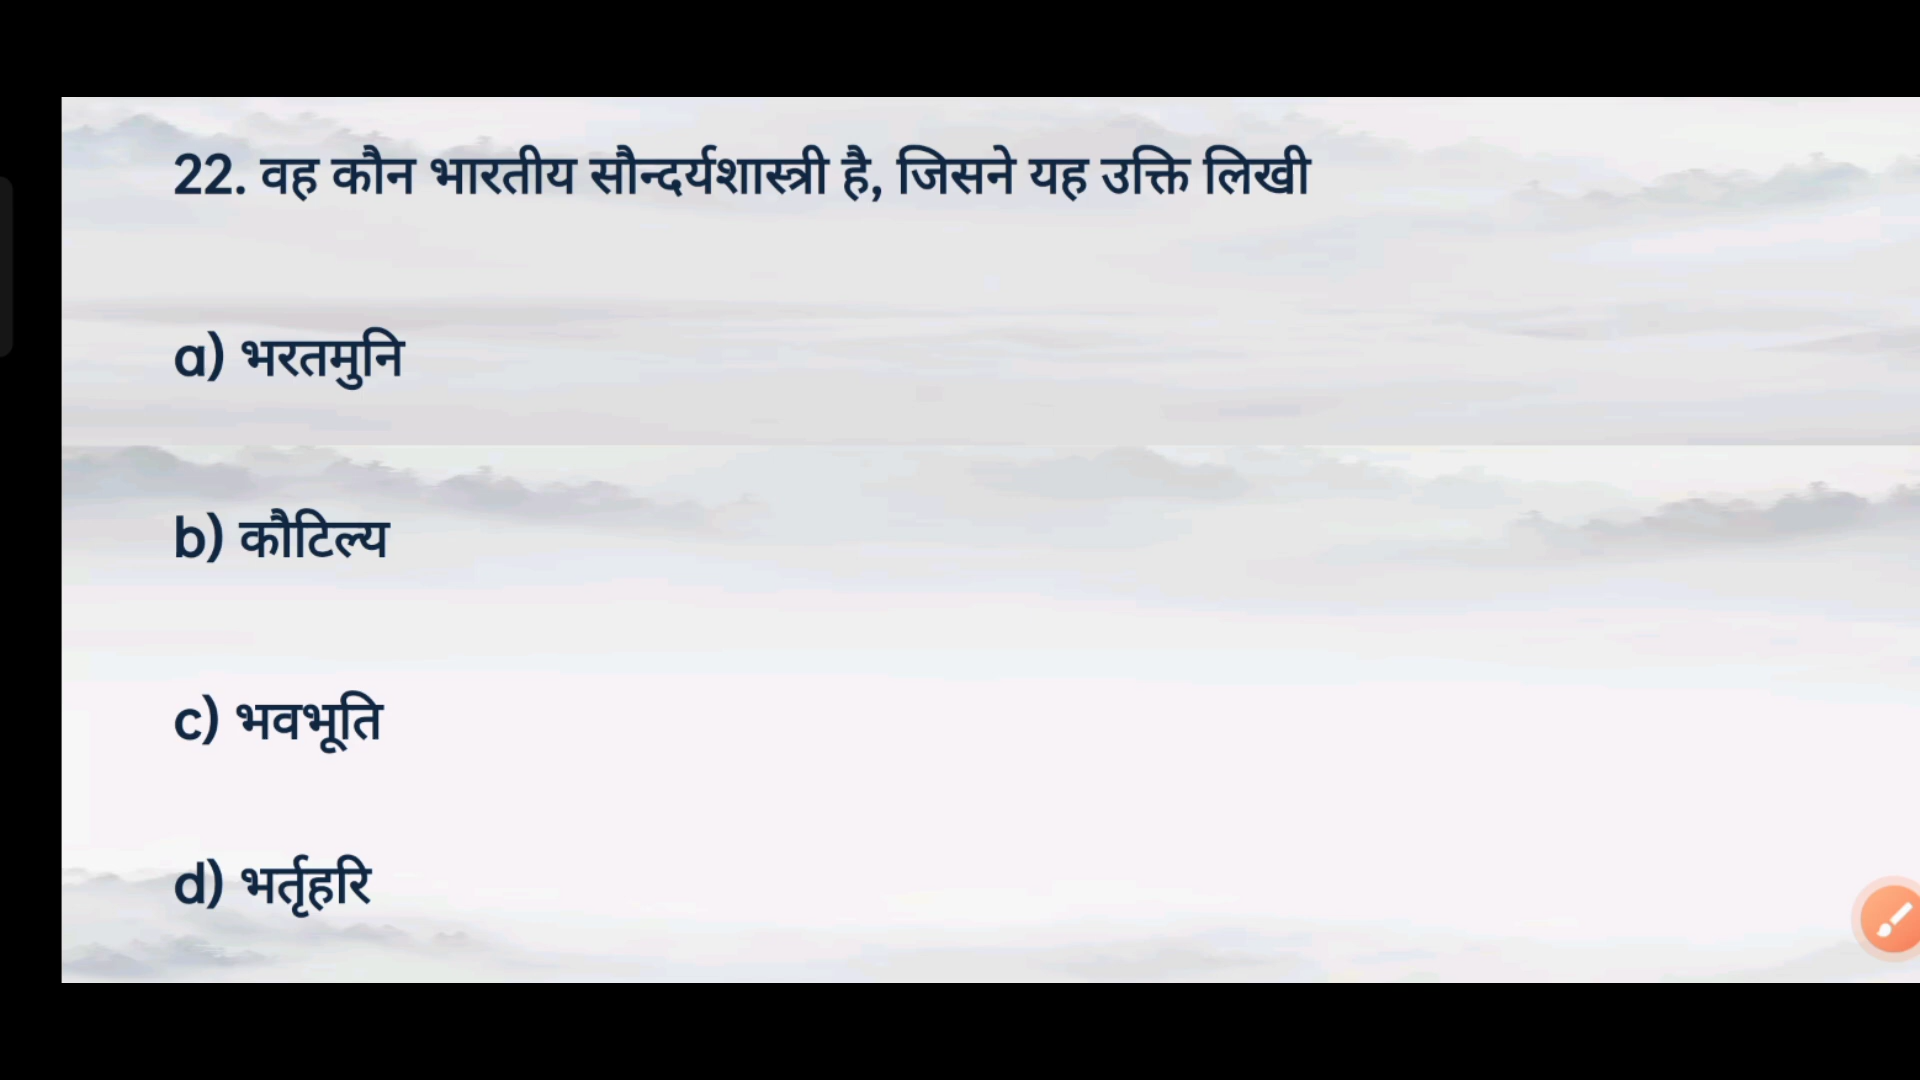 22. वह कौन भारतीय सौन्दर्यशास्त्री है, जिसने यह उक्ति लिखी
a) भरतमुनि
b) कौटिल्य
c) भवभूति
d) भर्तृहरि